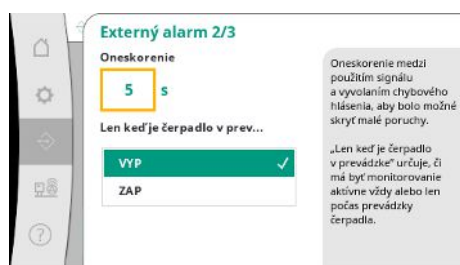 Externý alarm 2/3
Oneskorenie
5 s
Len keď je čerpadlo v prev...
VYP
ZAP
Oneskorenie medzi
použitím signálu
a vyvolaním chybového
hlásenia, aby bolo možné
skryť malé poruchy.
„Len keď je čerpadlo
v prevádzke" určuje, či
má byť monitorovanie
aktívne vždy alebo len
počas prevádzky
čerpadla.